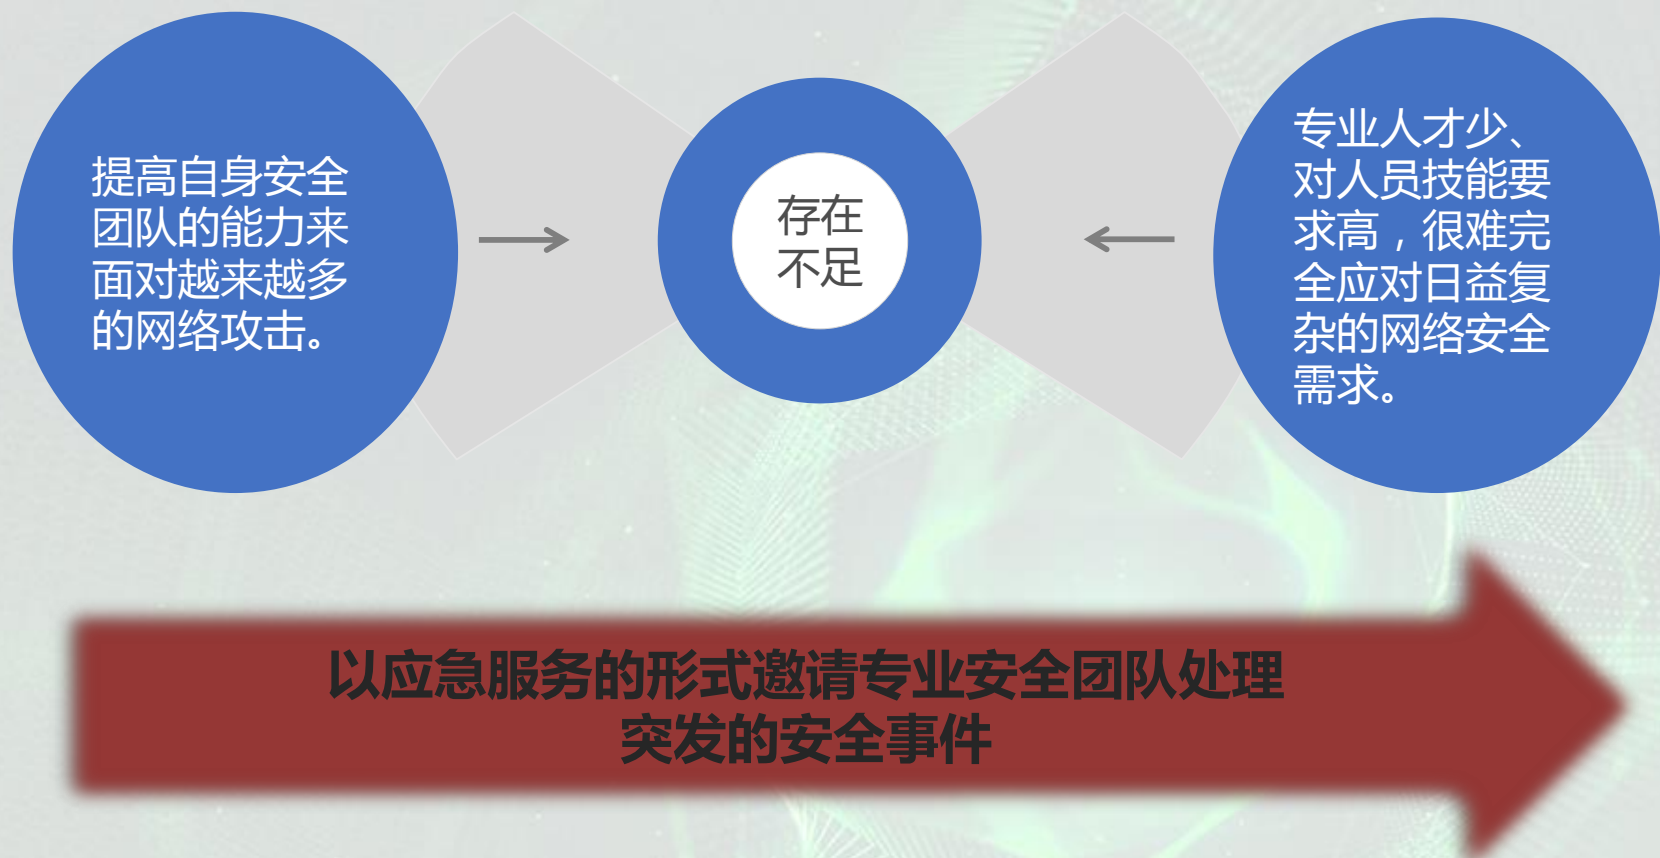 提高自身安全
团队的能力来
面对越来越多
的网络攻击。
存在
不足
专业人才少、
对人员技能要
求高，很难完
全应对日益复
杂的网络安全
需求。
以应急服务的形式邀请专业安全团队处理
突发的安全事件